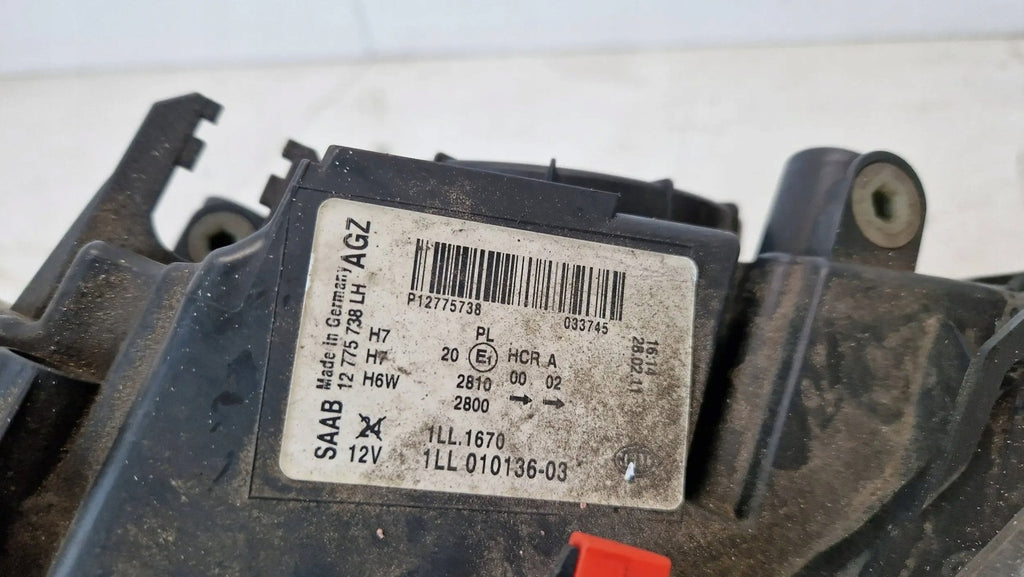 SAAB Made in Germany
12 775 738 LH AGZ
P12775738
033745
H7
H7
H6W
12V
PL
20 E1 HCR A
2810 00 02
2800 → →
1LL.1670
1LL 010136-03
16:14
28.02.11